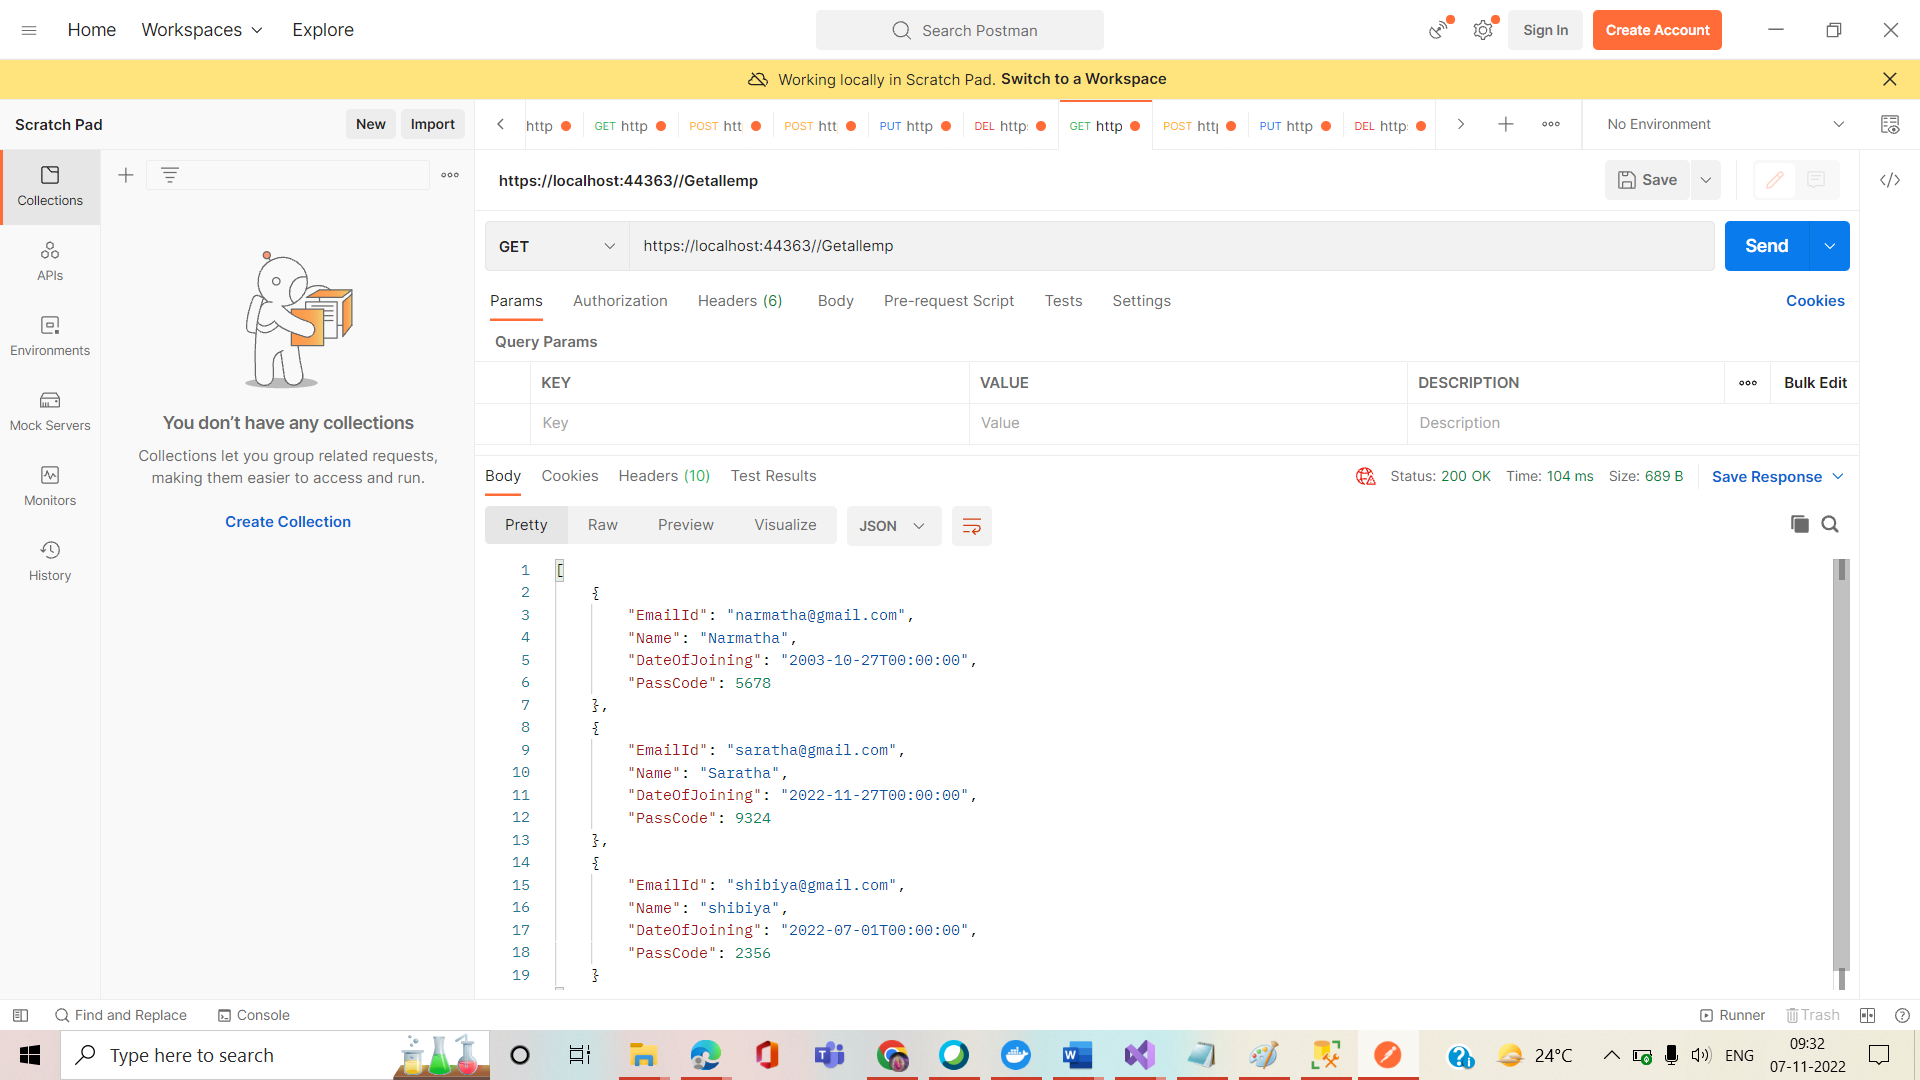 Home Workspaces Explore Search Postman Sign In Create Account
Working locally in Scratch Pad. Switch to a Workspace
Scratch Pad New Import http GET http POST htt POST htt PUT http DEL http GET http POST http PUT http DEL http No Environment
Collections
https://localhost:44363//Getallemp Save
GET https://localhost:44363//Getallemp Send
APIs
Params Authorization Headers (6) Body Pre-request Script Tests Settings Cookies
Query Params
Environments
KEY VALUE DESCRIPTION Bulk Edit
Key Value Description
Mock Servers
You don't have any collections
Collections let you group related requests,
making them easier to access and run.
Create Collection
Monitors
History
Body Cookies Headers (10) Test Results Status: 200 OK Time: 104 ms Size: 689 B Save Response
Pretty Raw Preview Visualize JSON
1 [
2 {
3 "EmailId": "narmatha@gmail.com",
4 "Name": "Narmatha",
5 "DateOfJoining": "2003-10-27T00:00:00",
6 "PassCode": 5678
7 },
8 {
9 "EmailId": "saratha@gmail.com",
10 "Name": "Saratha",
11 "DateOfJoining": "2022-11-27T00:00:00",
12 "PassCode": 9324
13 },
14 {
15 "EmailId": "shibiya@gmail.com",
16 "Name": "shibiya",
17 "DateOfJoining": "2022-07-01T00:00:00",
18 "PassCode": 2356
19 }
Find and Replace Console Runner Trash
Type here to search 24°C ENG 09:32
07-11-2022